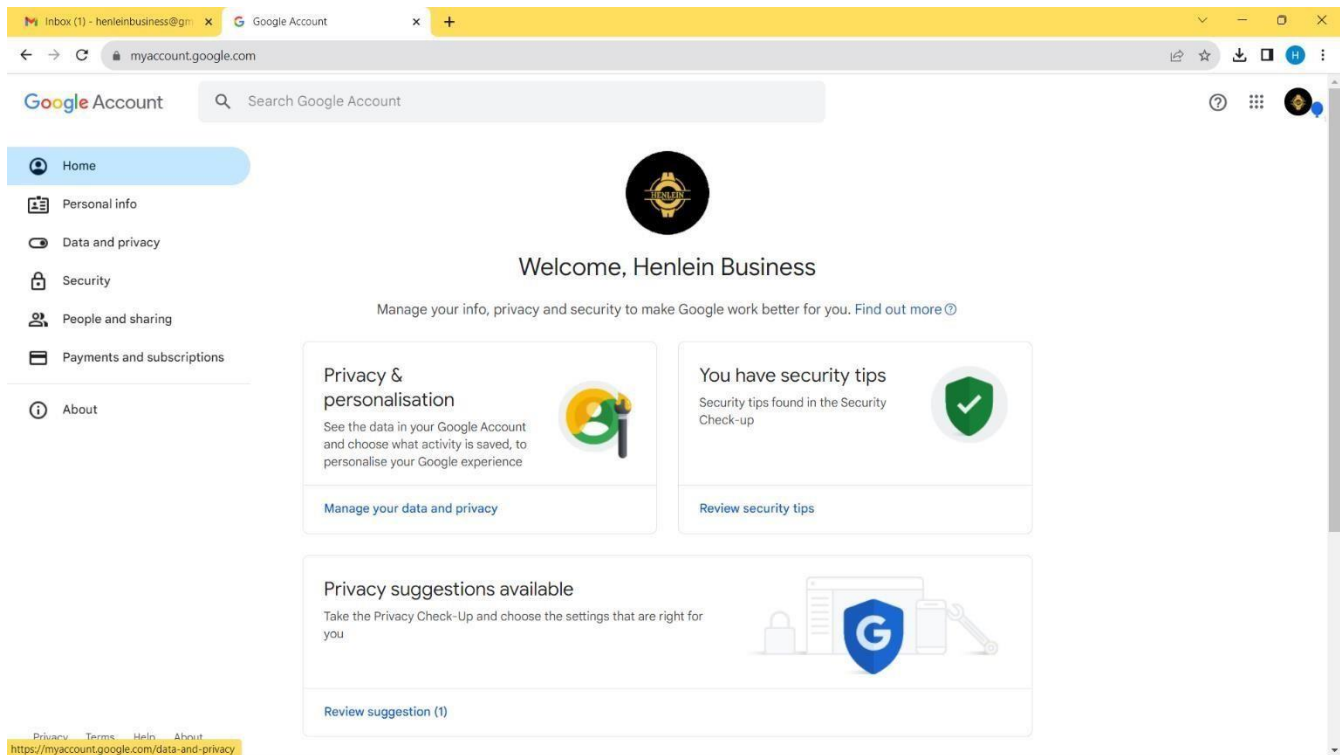 Inbox (1) - henleinbusiness@gm
Google Account
myaccount.google.com
H
Google Account
Search Google Account
Home
Personal info
Data and privacy
Security
People and sharing
Payments and subscriptions
About
HENLEIN
Welcome, Henlein Business
Manage your info, privacy and security to make Google work better for you. Find out more
Privacy &
personalisation
See the data in your Google Account
and choose what activity is saved, to
personalise your Google experience
Manage your data and privacy
You have security tips
Security tips found in the Security
Check-up
Review security tips
Privacy suggestions available
Take the Privacy Check-Up and choose the settings that are right for
you
G
Review suggestion (1)
Privacy Terms Help About
https://myaccount.google.com/data-and-privacy